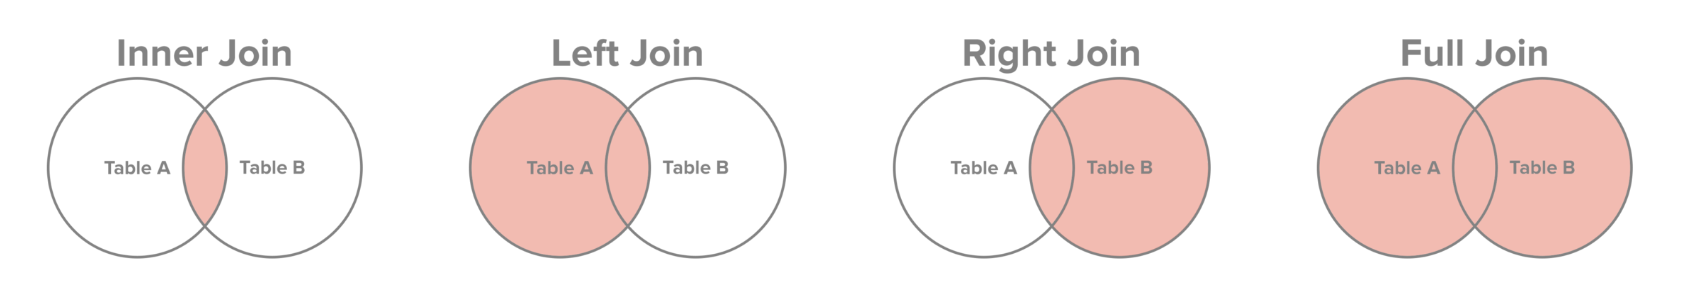 Inner Join
Left Join
Right Join
Full Join
Table A
Table B
Table A
Table B
Table A
Table B
Table A
Table B